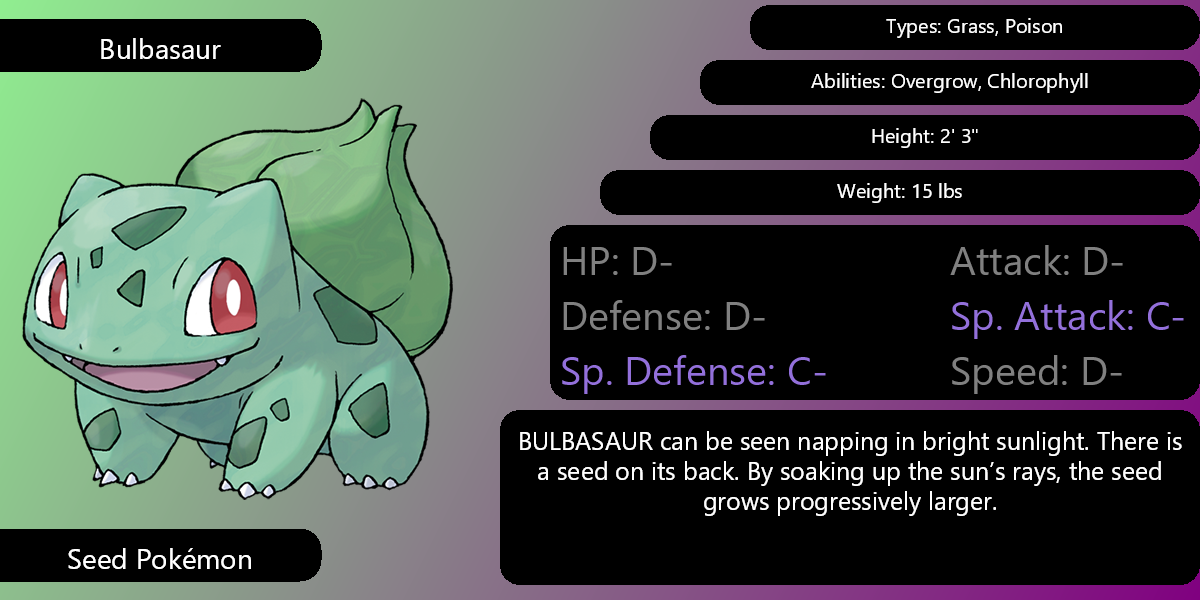 Bulbasaur
Types: Grass, Poison
Abilities: Overgrow, Chlorophyll
Height: 2' 3"
Weight: 15 lbs
HP: D-
Attack: D-
Defense: D-
Sp. Attack: C-
Sp. Defense: C-
Speed: D-
BULBASAUR can be seen napping in bright sunlight. There is
a seed on its back. By soaking up the sun’s rays, the seed
grows progressively larger.
Seed Pokémon